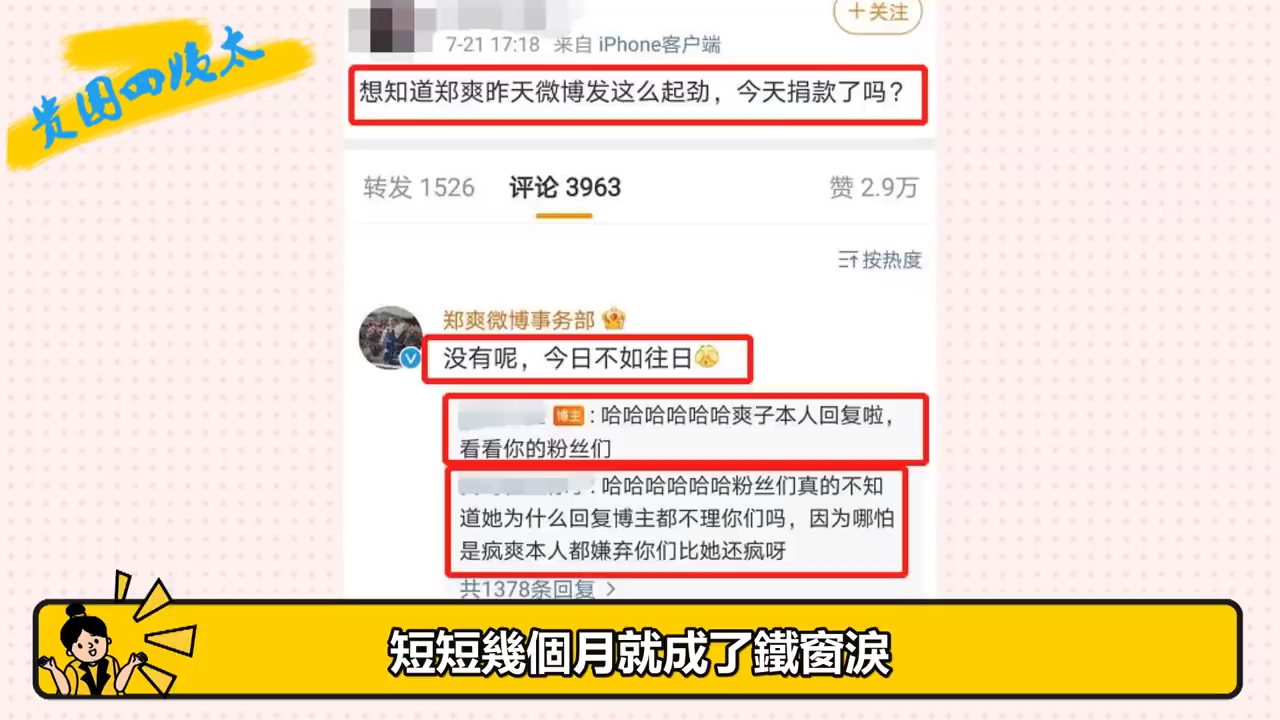 贵圈四姨太
+关注
7-21 17:18 来自 iPhone客户端
想知道郑爽昨天微博发这么起劲，今天捐款了吗？
转发 1526 评论 3963 赞 2.9万
按热度
郑爽微博事务部
没有呢，今日不如往日
博主：哈哈哈哈哈哈爽子本人回复啦，
看看你的粉丝们
：哈哈哈哈哈哈粉丝们真的不知
道她为什么回复博主都不理你们吗，因为哪怕
是疯爽本人都嫌弃你们比她还疯呀
共1378条回复 >
短短幾個月就成了鐵窗淚